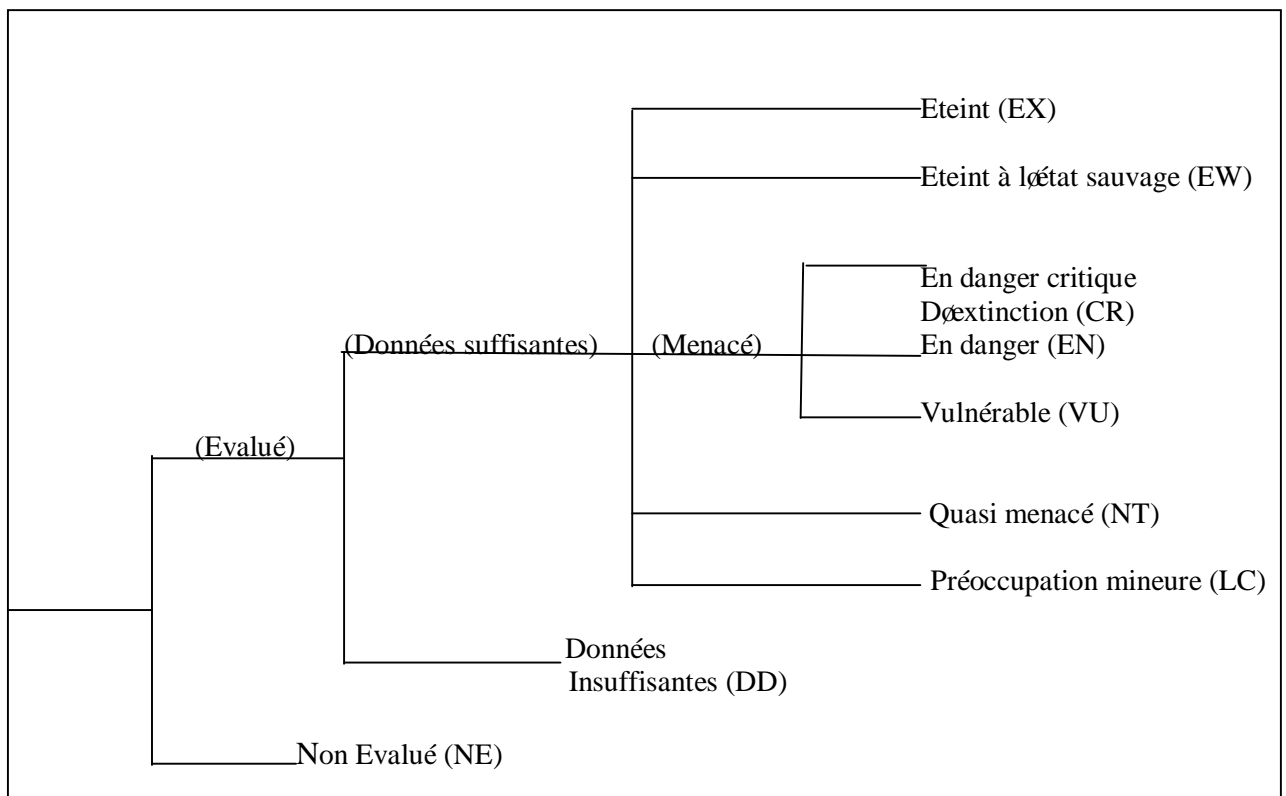 Eteint (EX)
Eteint à løétat sauvage (EW)
En danger critique
Døextinction (CR)
(Données suffisantes) (Menacé) En danger (EN)
Vulnérable (VU)
(Evalué)
Quasi menacé (NT)
Préoccupation mineure (LC)
Données
Insuffisantes (DD)
Non Evalué (NE)